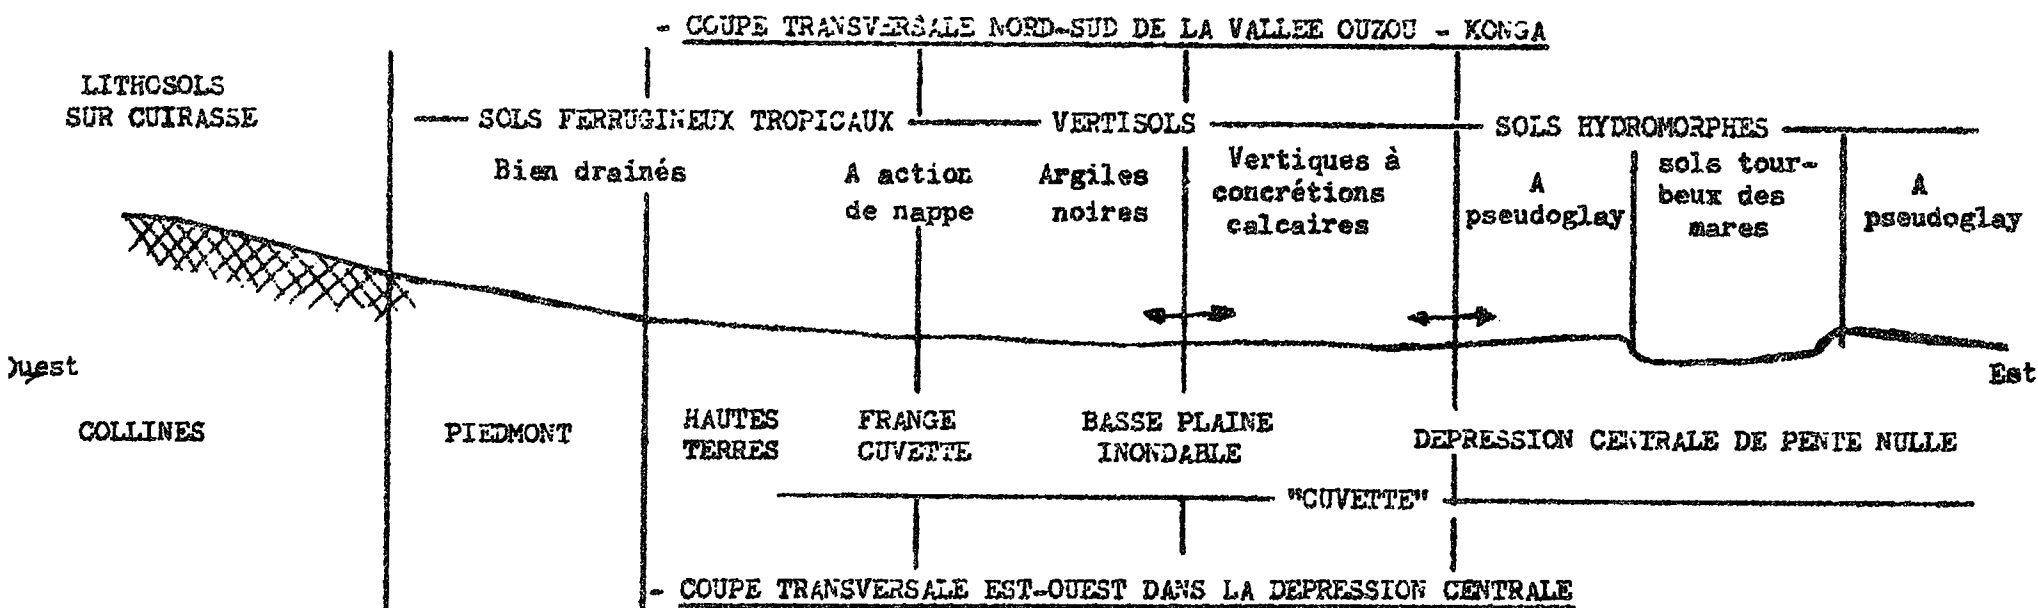 - COUPE TRANSVERSALE NORD-SUD DE LA VALLEE OUZOU - KONGA
LITHOSOLS
SUR CUIRASSE
SOLS FERRUGINEUX TROPICAUX
VERTISOLS
SOLS HYDROMORPHES
Bien drainés
A action
de nappe
Argiles
noires
Vertiques à
concrétions
calcaires
A
pseudoglay
sols tour-
beux des
mares
A
pseudoglay
Ouest
Est
COLLINES
PIEDMONT
HAUTES
TERRES
FRANGE
CUVETTE
BASSE PLAINE
INONDABLE
DEPRESSION CENTRALE DE PENTE NULLE
"CUVETTE"
- COUPE TRANSVERSALE EST-OUEST DANS LA DEPRESSION CENTRALE